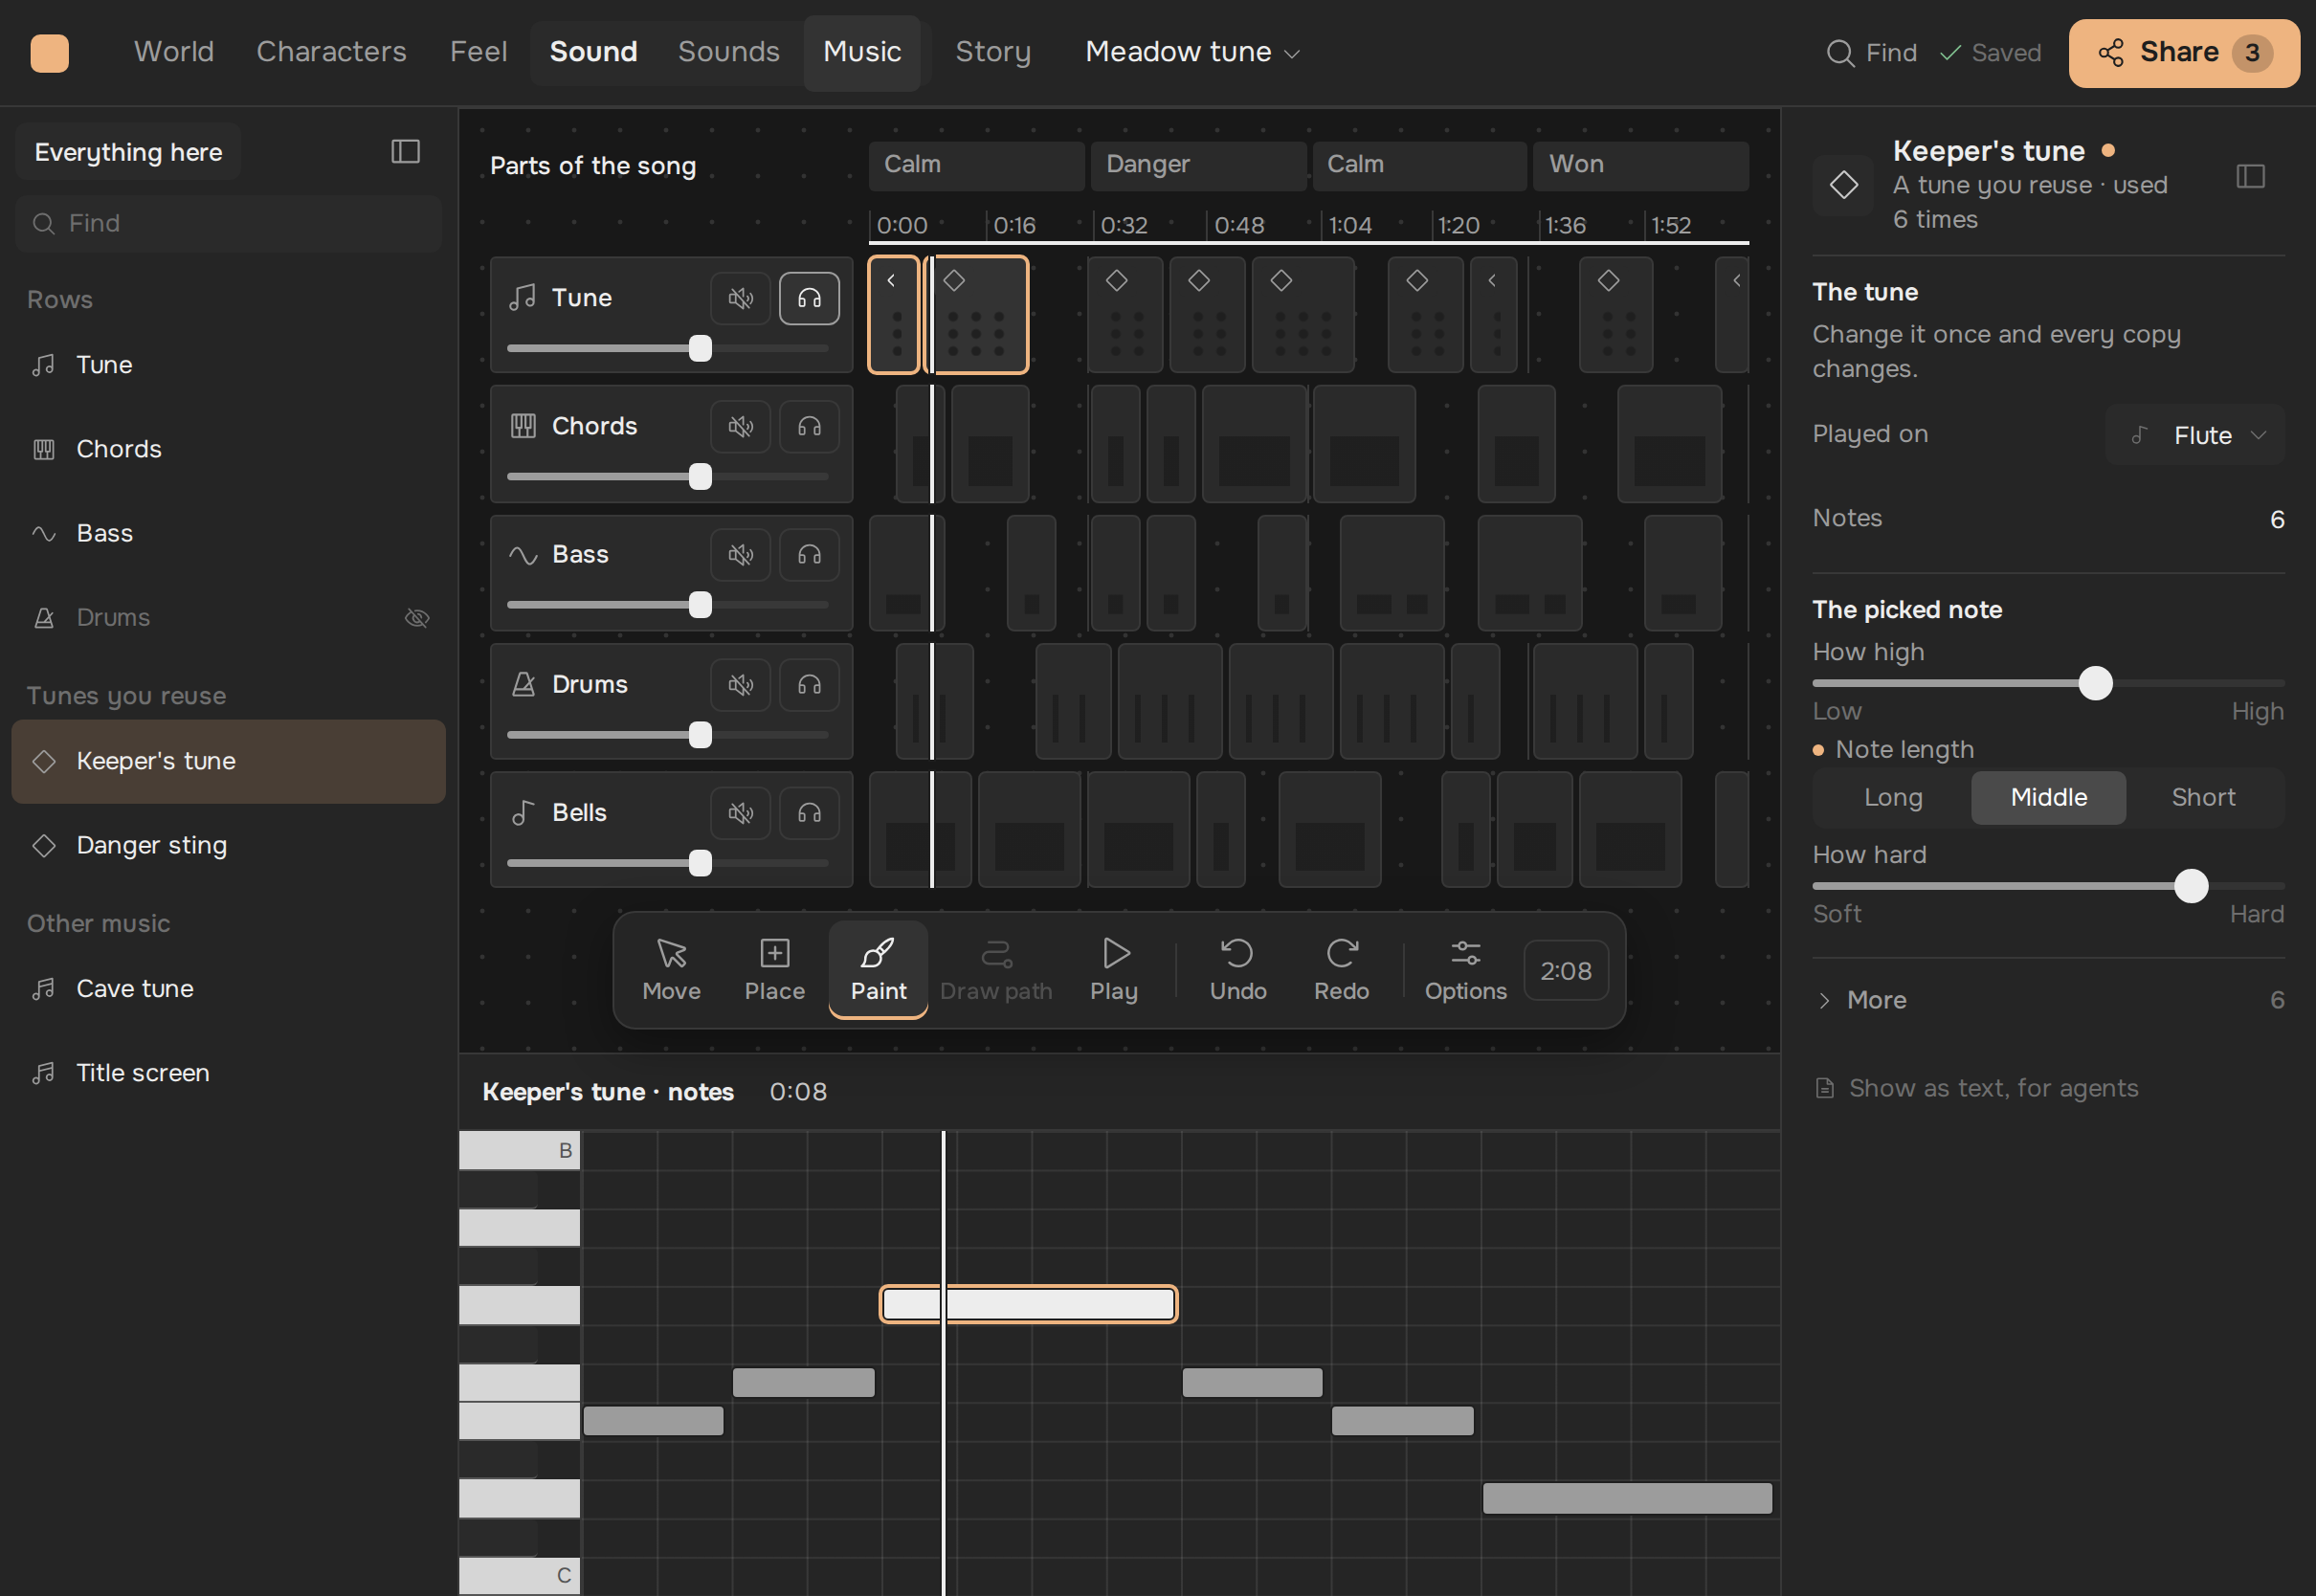 World Characters Feel Sound Sounds Music Story Meadow tune Find Saved Share 3
Everything here
Find
Rows
Tune
Chords
Bass
Drums
Tunes you reuse
Keeper's tune
Danger sting
Other music
Cave tune
Title screen
Parts of the song Calm Danger Calm Won
0:00 0:16 0:32 0:48 1:04 1:20 1:36 1:52
Tune
Chords
Bass
Drums
Bells
Move Place Paint Draw path Play Undo Redo Options 2:08
Keeper's tune · notes 0:08
B
C
Keeper's tune
A tune you reuse · used
6 times
The tune
Change it once and every copy
changes.
Played on Flute
Notes 6
The picked note
How high
Low High
Note length
Long Middle Short
How hard
Soft Hard
More 6
Show as text, for agents